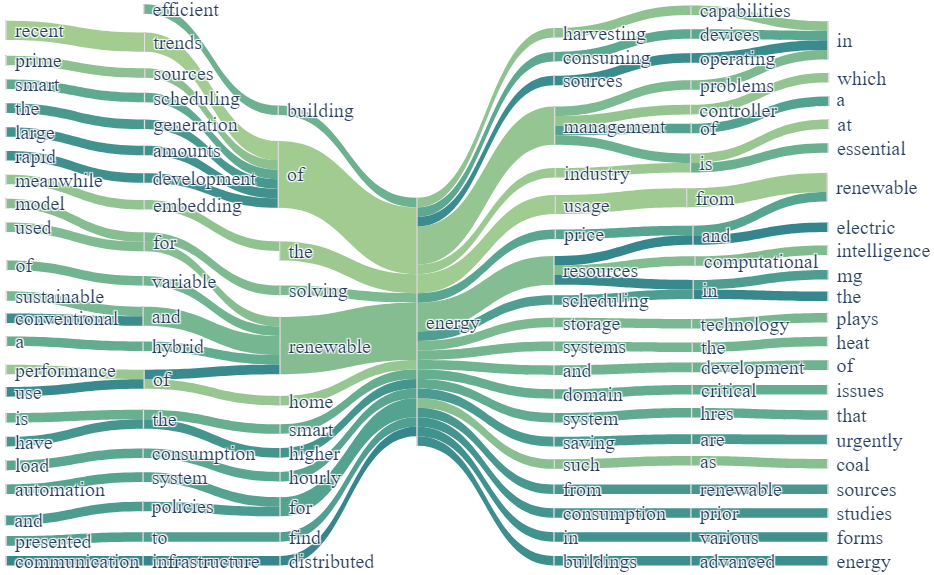 efficient
recent
trends
prime
sources
smart
scheduling
the
generation
large
amounts
rapid
development
meanwhile
embedding
model
used
for
of
variable
sustainable
conventional
and
a
hybrid
performance
use
of
is
the
have
load
consumption
automation
system
and
policies
presented
to
communication
infrastructure
building
of
the
solving
renewable
home
smart
higher
hourly
for
find
distributed
energy
harvesting
consuming
sources
management
industry
usage
price
resources
scheduling
storage
systems
and
domain
system
saving
such
from
consumption
in
buildings
capabilities
devices
operating
problems
controller
of
is
from
and
computational
in
technology
the
development
critical
hres
are
as
renewable
prior
various
advanced
in
which
a
at
essential
renewable
electric
intelligence
mg
the
plays
heat
of
issues
that
urgently
coal
sources
studies
forms
energy